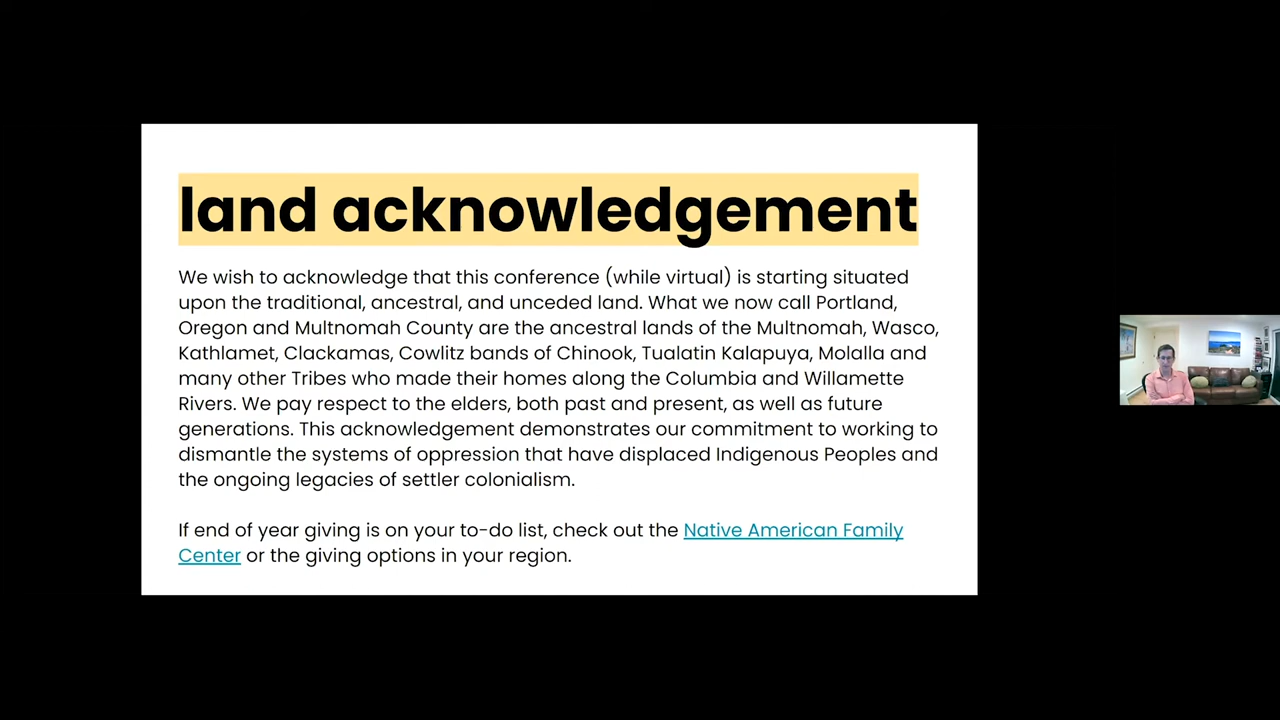 land acknowledgement
We wish to acknowledge that this conference (while virtual) is starting situated
upon the traditional, ancestral, and unceded land. What we now call Portland,
Oregon and Multnomah County are the ancestral lands of the Multnomah, Wasco,
Kathlamet, Clackamas, Cowlitz bands of Chinook, Tualatin Kalapuya, Molalla and
many other Tribes who made their homes along the Columbia and Willamette
Rivers. We pay respect to the elders, both past and present, as well as future
generations. This acknowledgement demonstrates our commitment to working to
dismantle the systems of oppression that have displaced Indigenous Peoples and
the ongoing legacies of settler colonialism.
If end of year giving is on your to-do list, check out the Native American Family
Center or the giving options in your region.